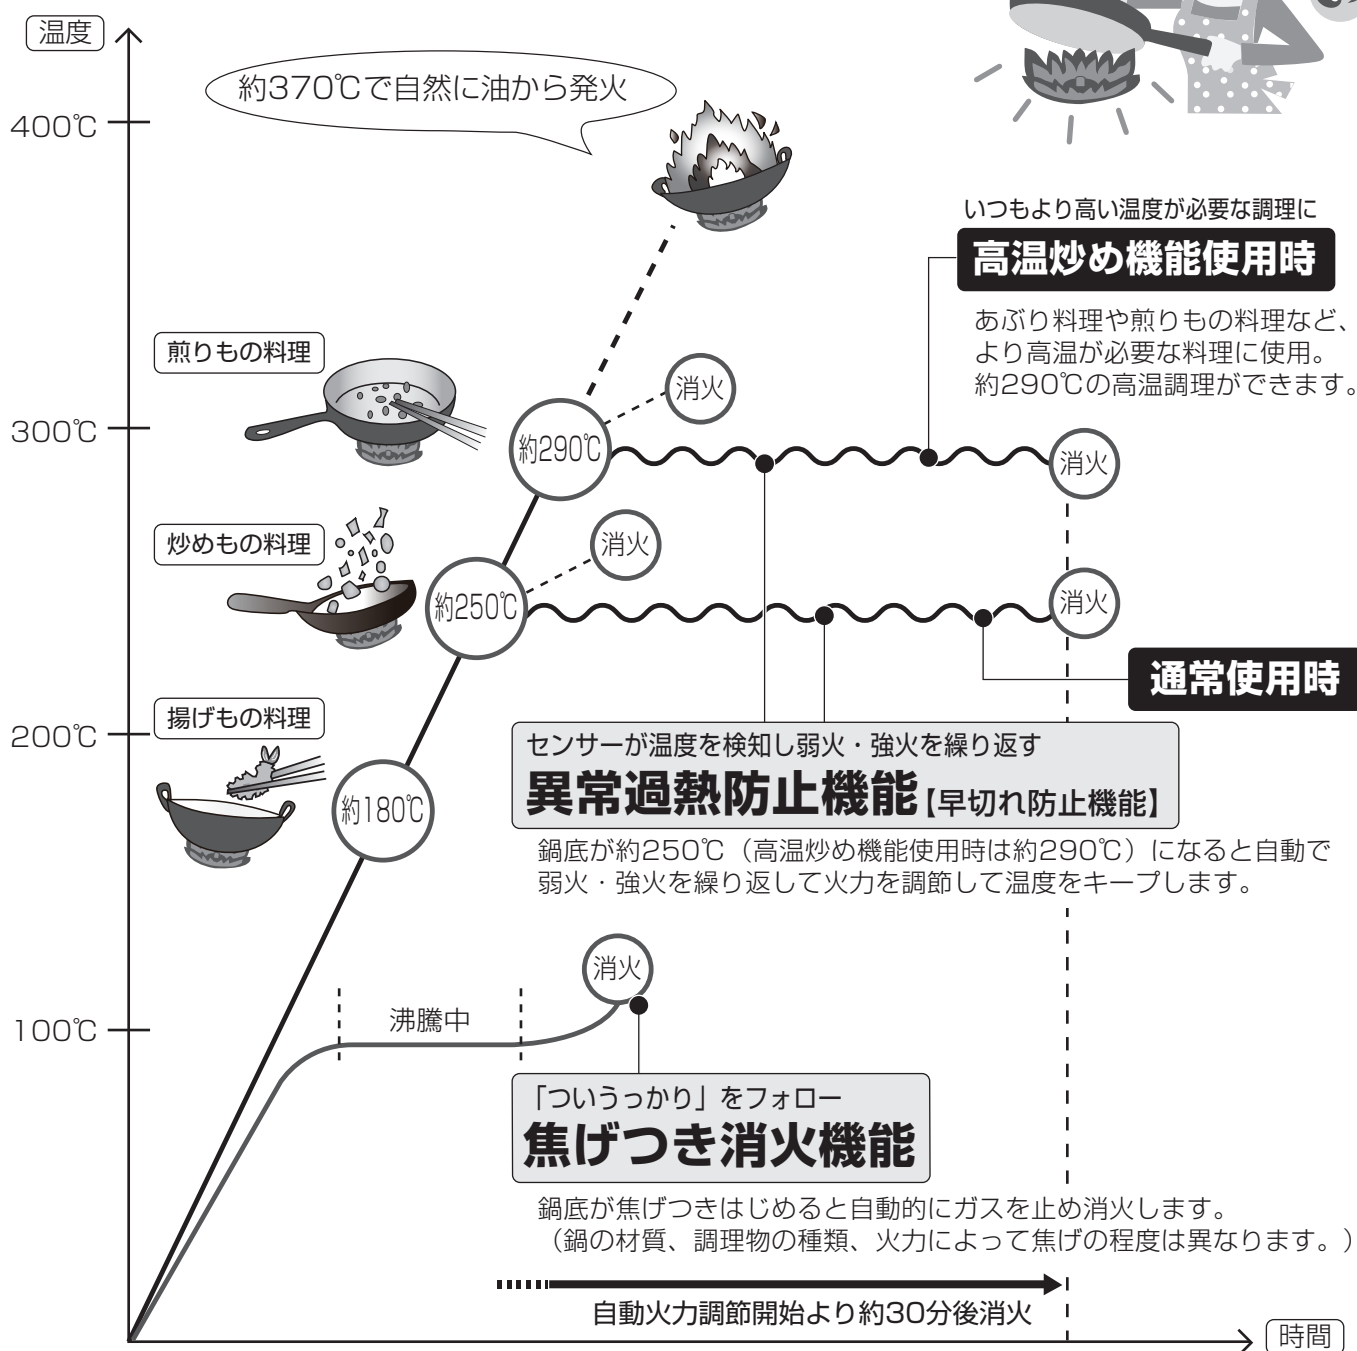 温度
約370℃で自然に油から発火
400℃
いつもより高い温度が必要な調理に
高温炒め機能使用時
あぶり料理や煎りもの料理など、
より高温が必要な料理に使用。
約290℃の高温調理ができます。
煎りもの料理
消火
300℃
約290℃
消火
炒めもの料理
消火
約250℃
消火
通常使用時
揚げもの料理
200℃
約180℃
センサーが温度を検知し弱火・強火を繰り返す
異常過熱防止機能【早切れ防止機能】
鍋底が約250℃（高温炒め機能使用時は約290℃）になると自動で
弱火・強火を繰り返して火力を調節して温度をキープします。
消火
沸騰中
100℃
「ついうっかり」をフォロー
焦げつき消火機能
鍋底が焦げつきはじめると自動的にガスを止め消火します。
（鍋の材質、調理物の種類、火力によって焦げの程度は異なります。）
自動火力調節開始より約30分後消火
時間